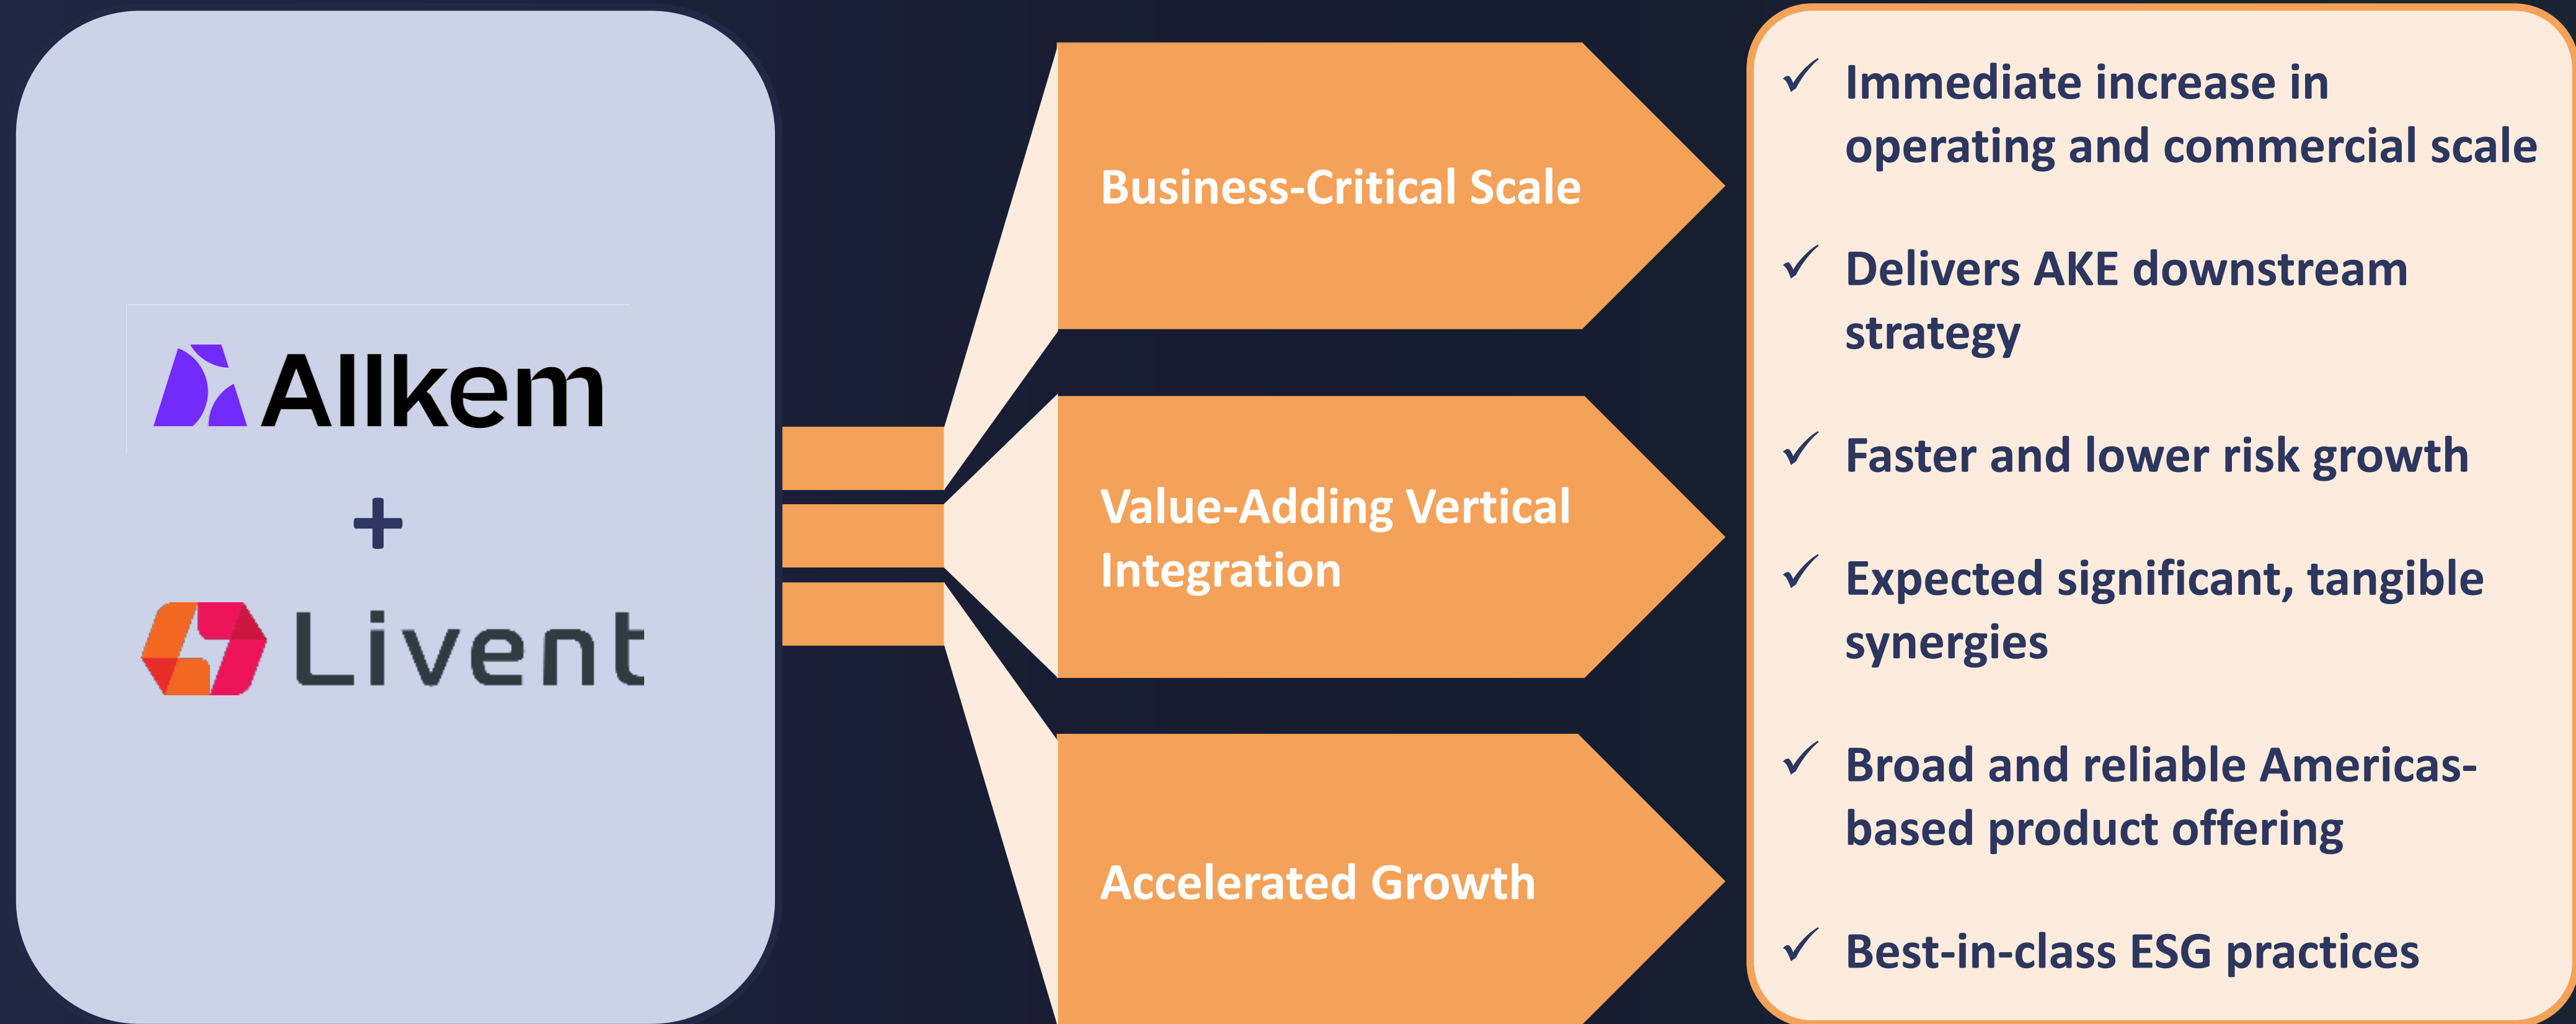 Allkem
+
Livent
Business-Critical Scale
Value-Adding Vertical
Integration
Accelerated Growth
✓ Immediate increase in
operating and commercial scale
✓ Delivers AKE downstream
strategy
✓ Faster and lower risk growth
✓ Expected significant, tangible
synergies
✓ Broad and reliable Americas-
based product offering
✓ Best-in-class ESG practices